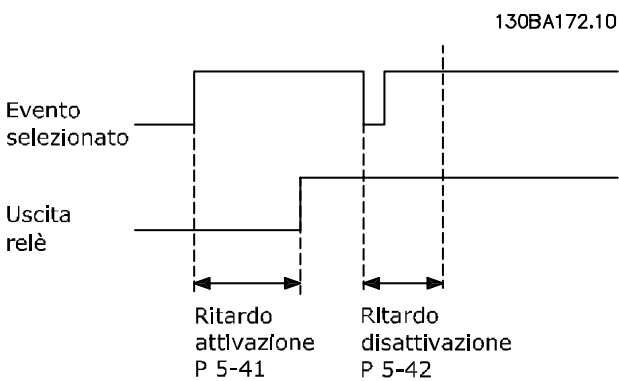 130BA172.10
Evento
selezionato
Uscita
relè
Ritardo
attivazione
P 5-41
Ritardo
disattivazione
P 5-42